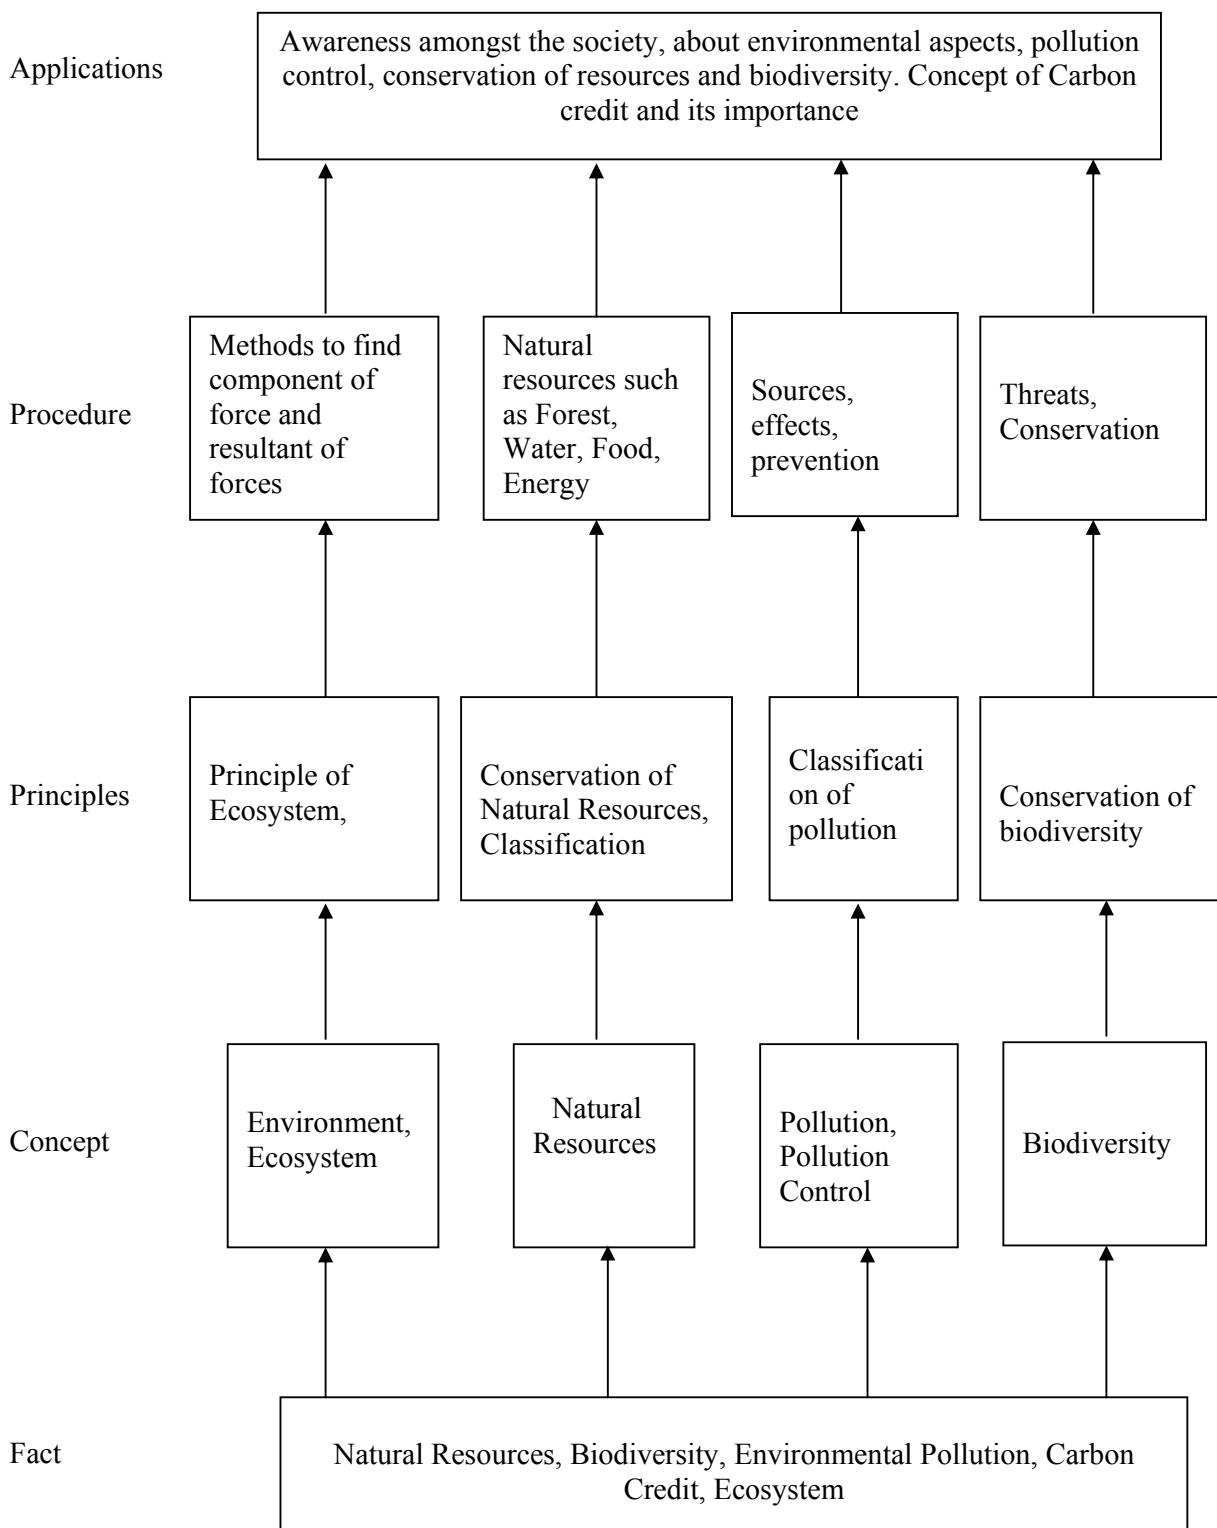 Applications
Awareness amongst the society, about environmental aspects, pollution
control, conservation of resources and biodiversity. Concept of Carbon
credit and its importance
Procedure
Methods to find
component of
force and
resultant of
forces
Natural
resources such
as Forest,
Water, Food,
Energy
Sources,
effects,
prevention
Threats,
Conservation
Principles
Principle of
Ecosystem,
Conservation of
Natural Resources,
Classification
Classificati
on of
pollution
Conservation of
biodiversity
Concept
Environment,
Ecosystem
Natural
Resources
Pollution,
Pollution
Control
Biodiversity
Fact
Natural Resources, Biodiversity, Environmental Pollution, Carbon
Credit, Ecosystem